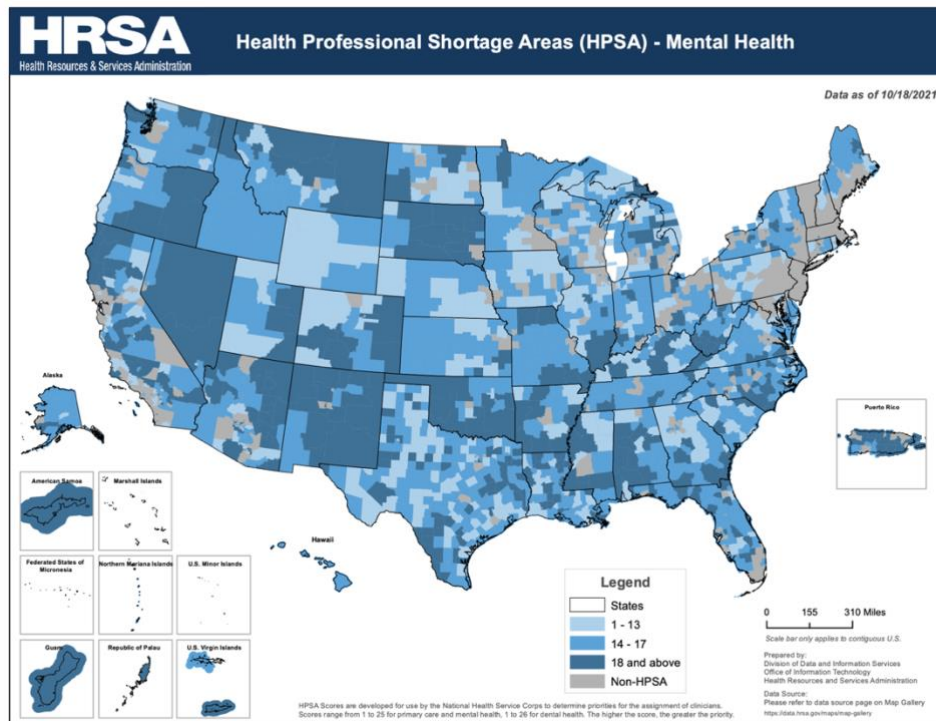 HRSA
Health Resources & Services Administration
Health Professional Shortage Areas (HPSA) - Mental Health
Data as of 10/18/2021
Alaska
American Samoa
Marshall Islands
Puerto Rico
Hawaii
Federated States of
Micronesia
Northern Mariana Islands
U.S. Minor Islands
Guam
Republic of Palau
U.S. Virgin Islands
Legend
States
1 - 13
14 - 17
18 and above
Non-HPSA
0 155 310 Miles
Scale bar only applies to contiguous U.S.
Prepared by:
Division of Data and Information Services
Office of Information Technology
Health Resources and Services Administration
Data Source:
Please refer to data source page on Map Gallery
https://data.hrsa.gov/maps/map-gallery
HPSA Scores are developed for use by the National Health Service Corps to determine priorities for the assignment of clinicians.
Scores range from 1 to 25 for primary care and mental health, 1 to 26 for dental health. The higher the score, the greater the priority.